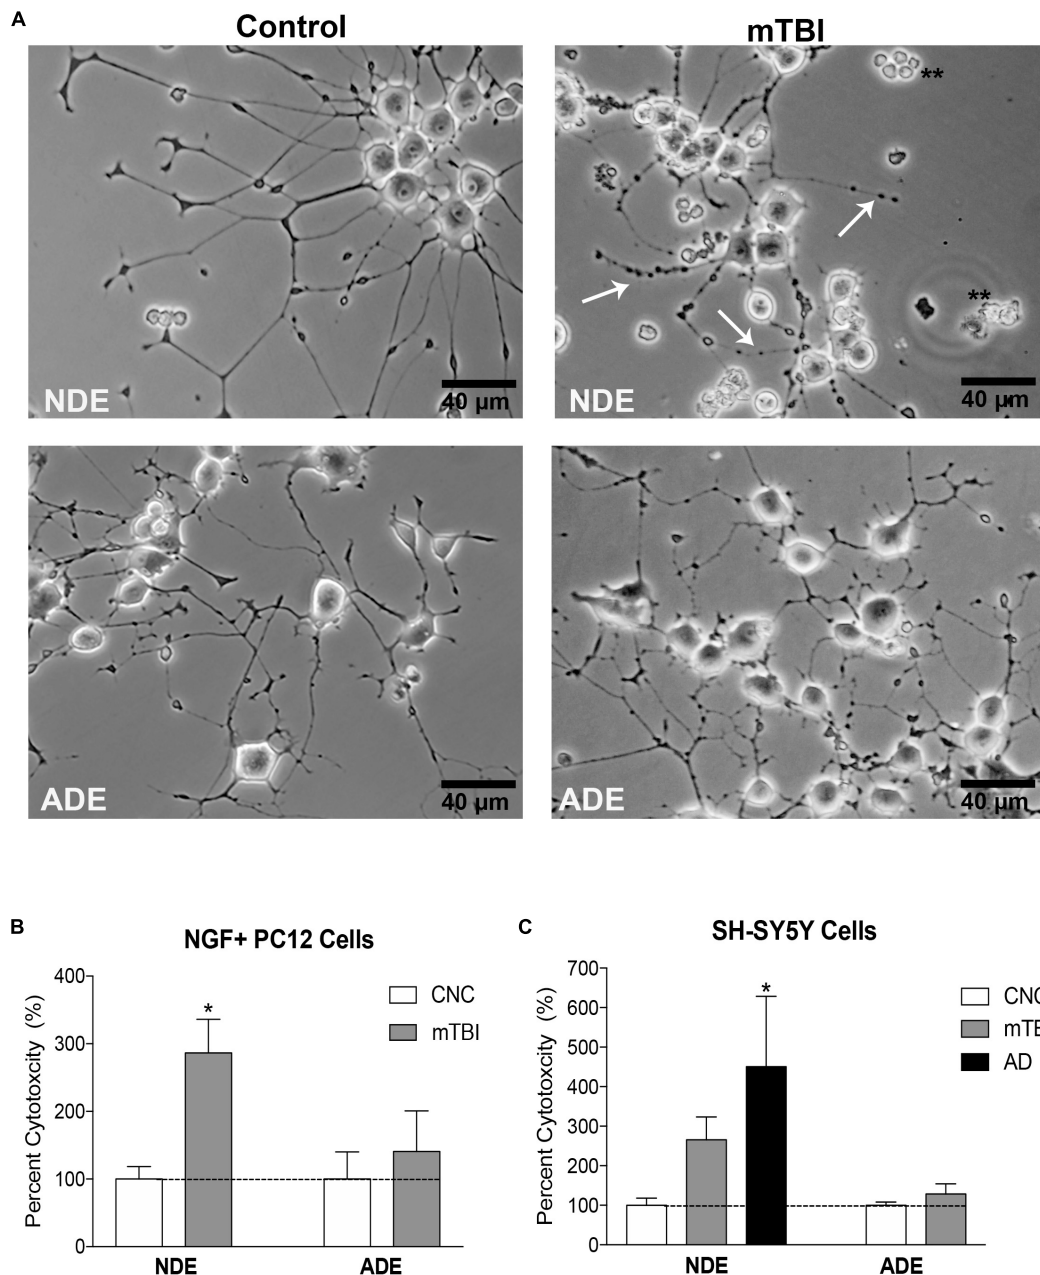 A
Control
mTBI
**
**
NDE
40 µm
NDE
40 µm
ADE
40 µm
ADE
40 µm
B
NGF+ PC12 Cells
400
300
200
100
0
Percent Cytotoxcity (%)
*
CNC
mTBI
NDE
ADE
C
SH-SY5Y Cells
700
600
500
400
300
200
100
0
Percent Cytotoxcity (%)
*
CNC
mTB
AD
NDE
ADE